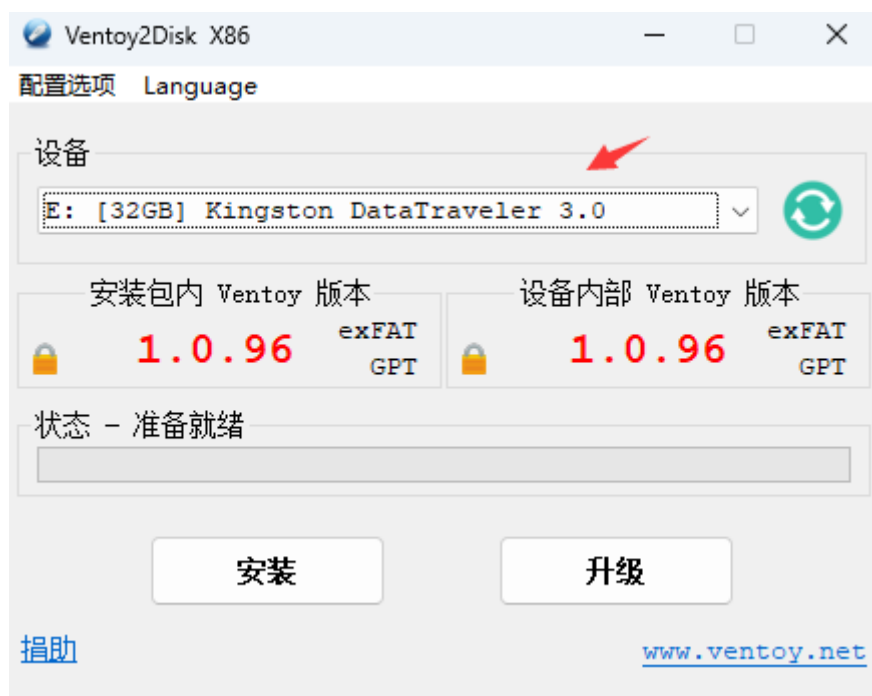 Ventoy2Disk X86
配置选项 Language
设备
E: [32GB] Kingston DataTraveler 3.0
安装包内 Ventoy 版本
1.0.96
exFAT
GPT
设备内部 Ventoy 版本
1.0.96
exFAT
GPT
状态 - 准备就绪
安装
升级
捐助
www.ventoy.net